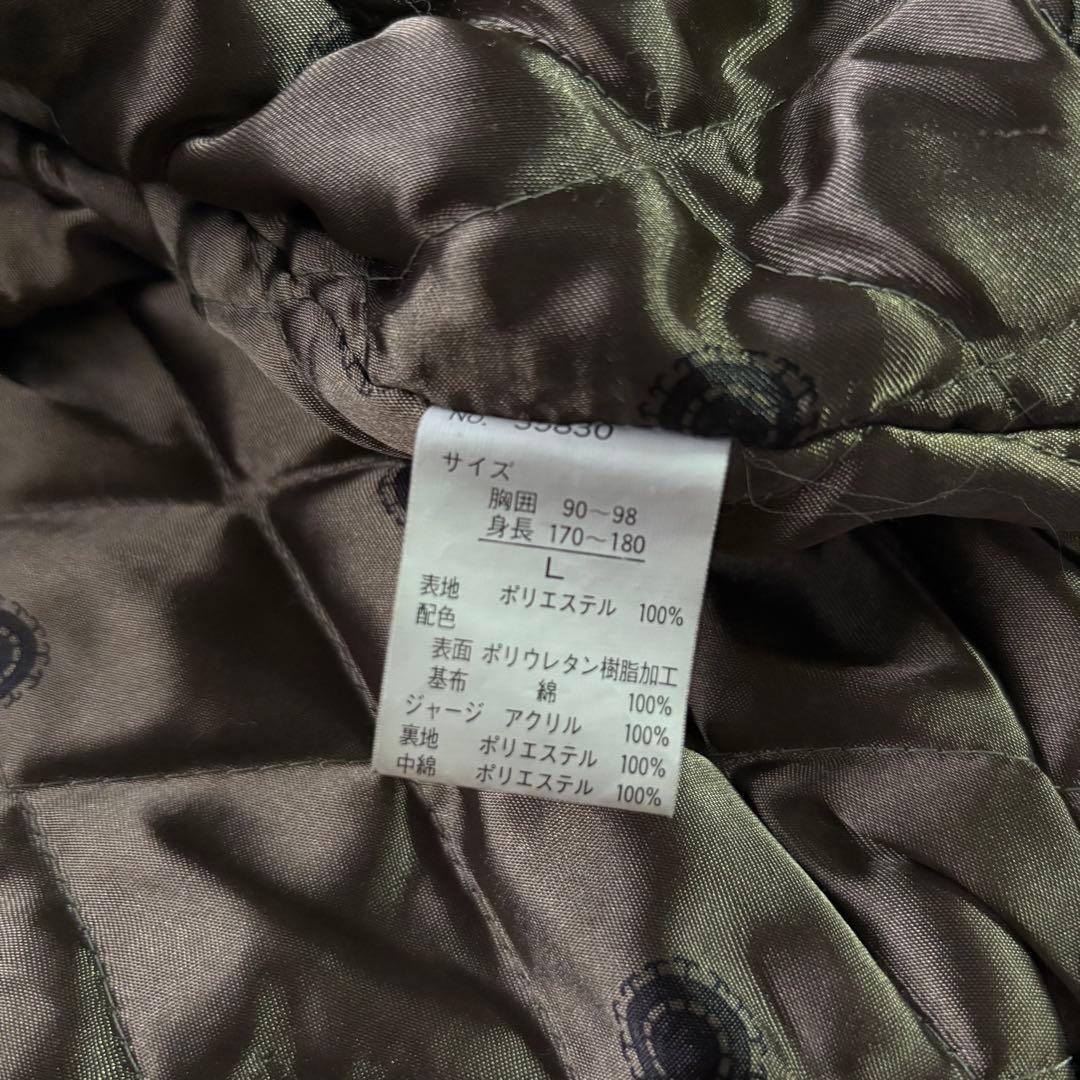 No. 39830
サイズ
胸囲 90～98
身長 170～180
L
表地 ポリエステル 100%
配色
表面 ポリウレタン樹脂加工
基布 綿 100%
ジャージ アクリル 100%
裏地 ポリエステル 100%
中綿 ポリエステル 100%